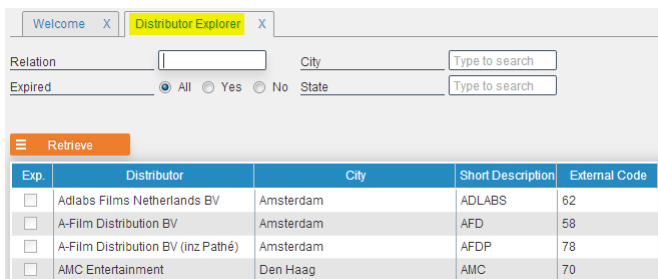 Welcome X Distributor Explorer X
Relation City Type to search
Expired All Yes No State Type to search
Retrieve
Exp. Distributor City Short Description External Code
Adlabs Films Netherlands BV Amsterdam ADLABS 62
A-Film Distribution BV Amsterdam AFD 58
A-Film Distribution BV (inz Pathé) Amsterdam AFDP 78
AMC Entertainment Den Haag AMC 70